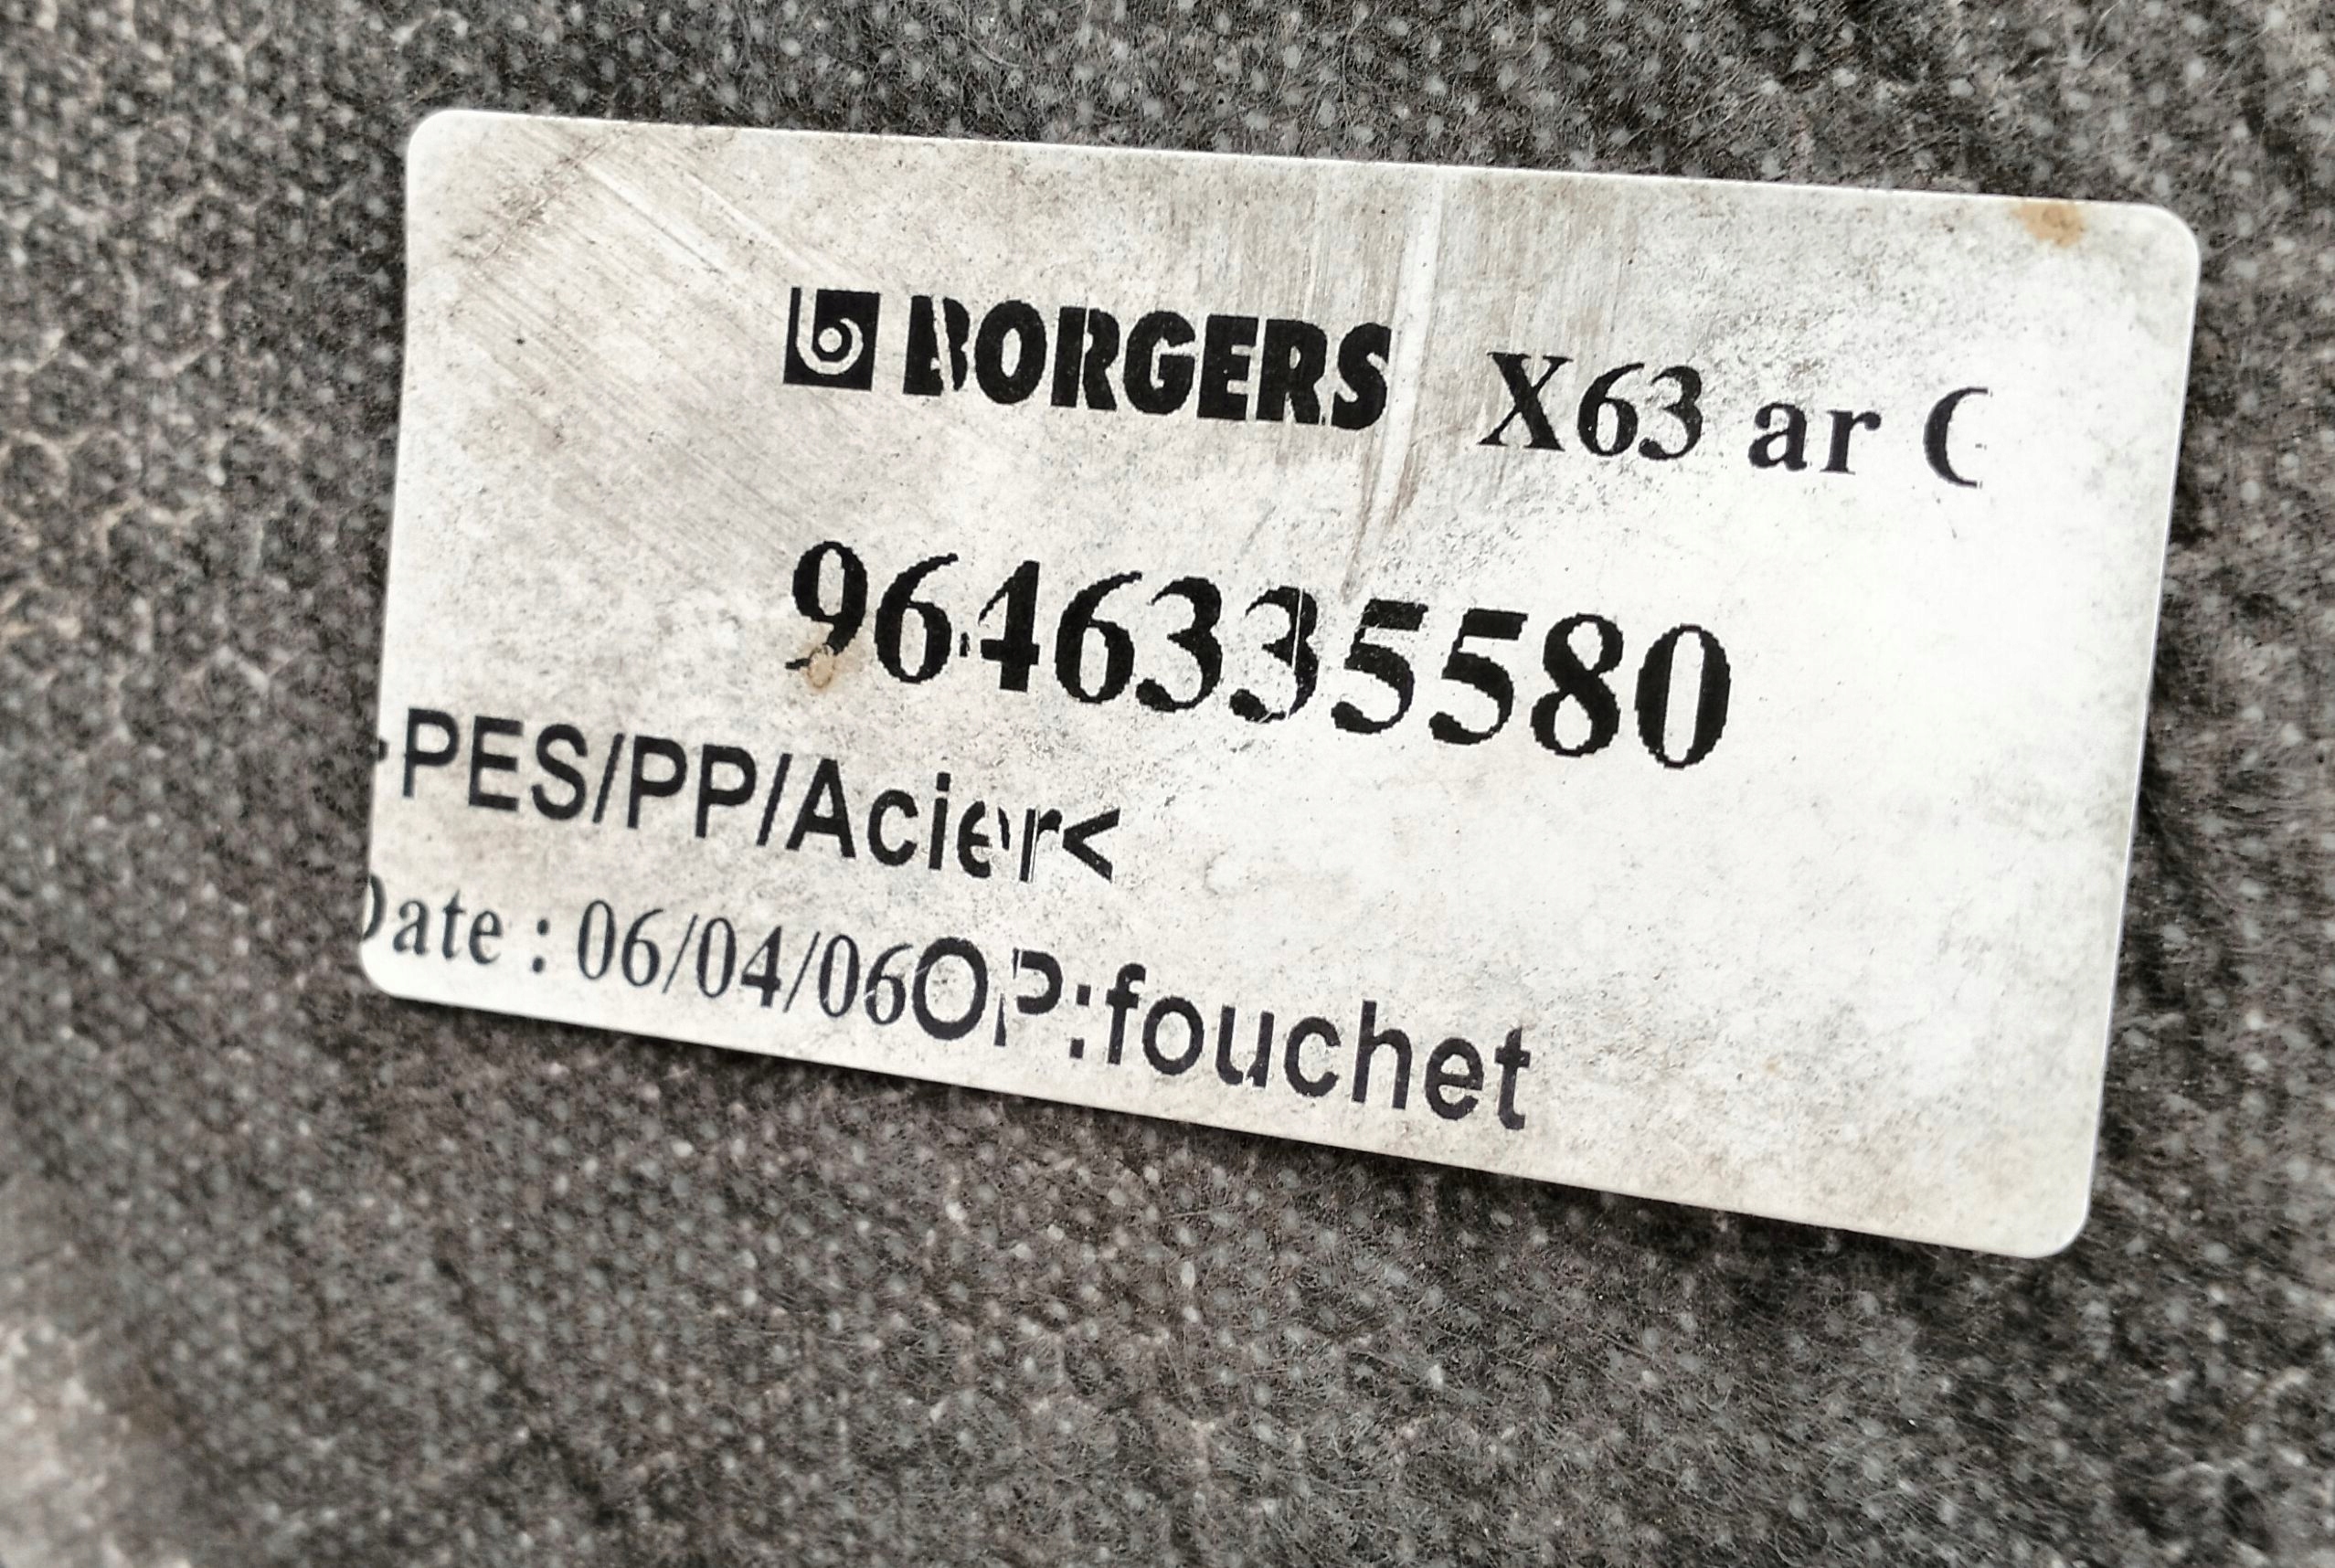 BORGERS X63 ar
9646335580
PES/PP/Acier<
Date : 06/04/06OP:fouchet